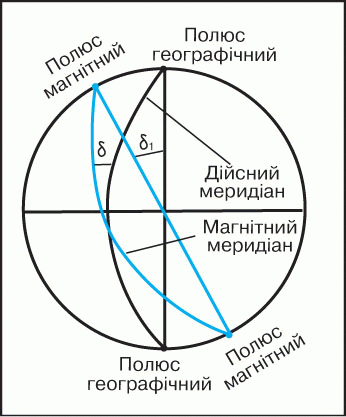 Полюс
магнітний
Полюс
географічний
δ
δ1
Дійсний
меридіан
Магнітний
меридіан
Полюс
географічний
Полюс
магнітний